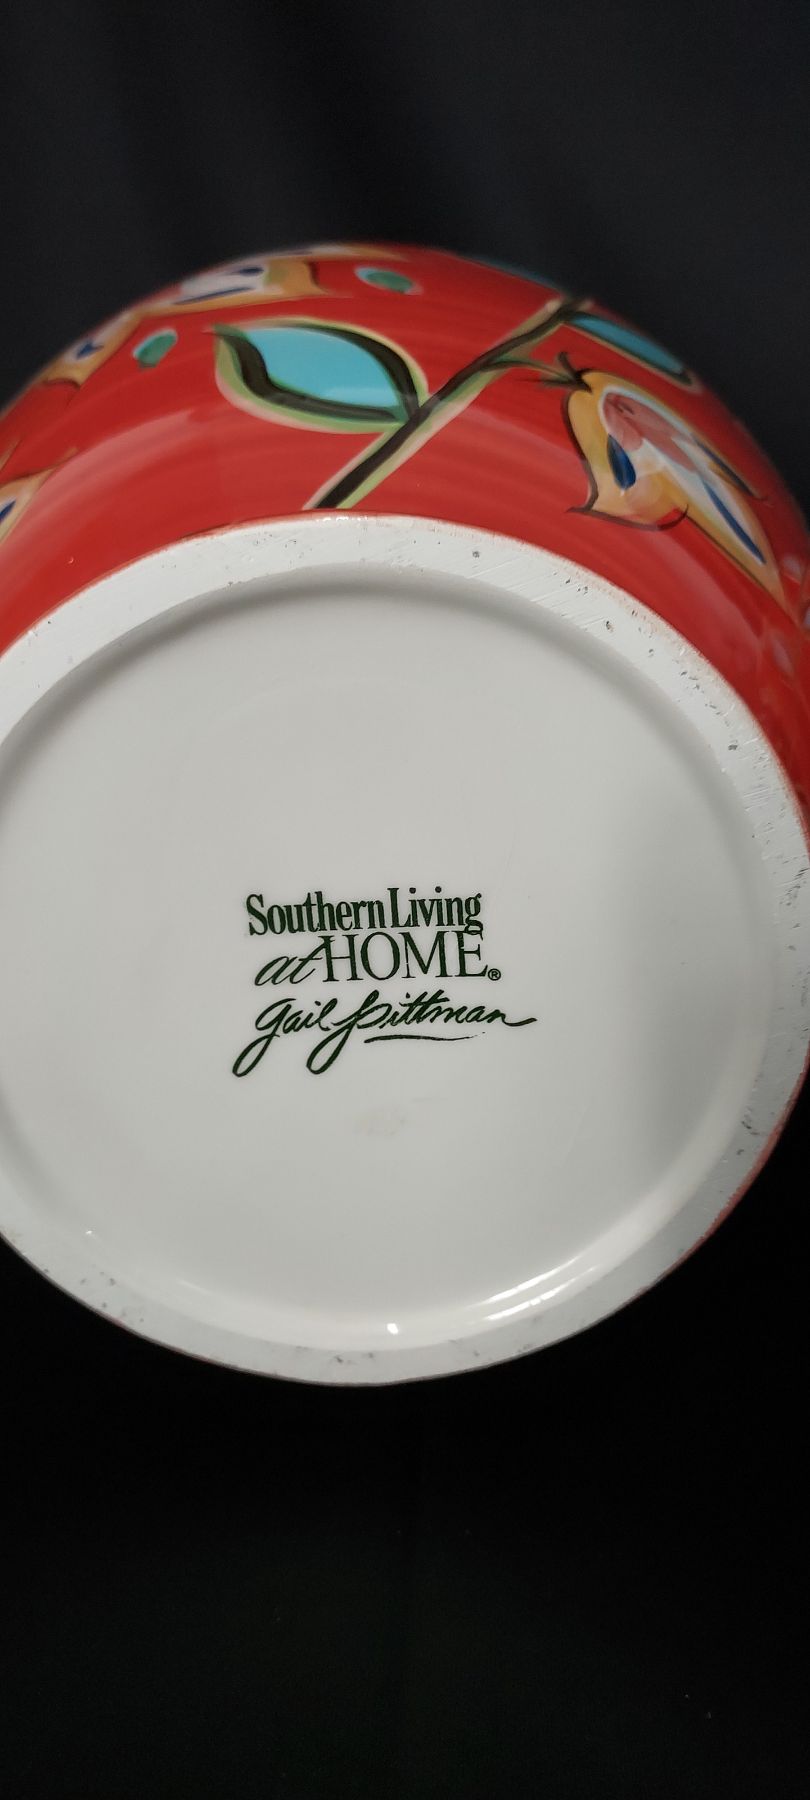 Southern Living
at HOME®
Gail Pittman